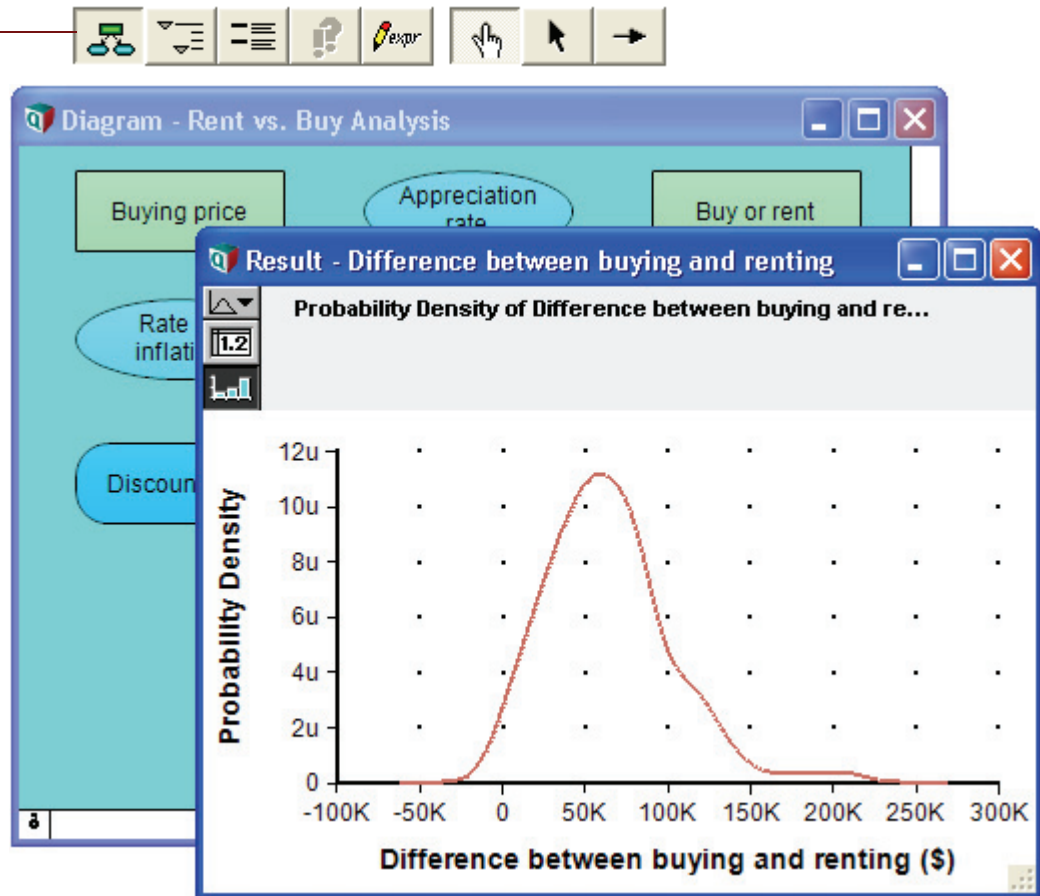 expr
Diagram - Rent vs. Buy Analysis
Buying price
Appreciation
rate
Buy or rent
Rate
inflati
Discoun
Result - Difference between buying and renting
1.2
Probability Density of Difference between buying and re...
Probability Density
12u
10u
8u
6u
4u
2u
0
-100K -50K 0 50K 100K 150K 200K 250K 300K
Difference between buying and renting ($)